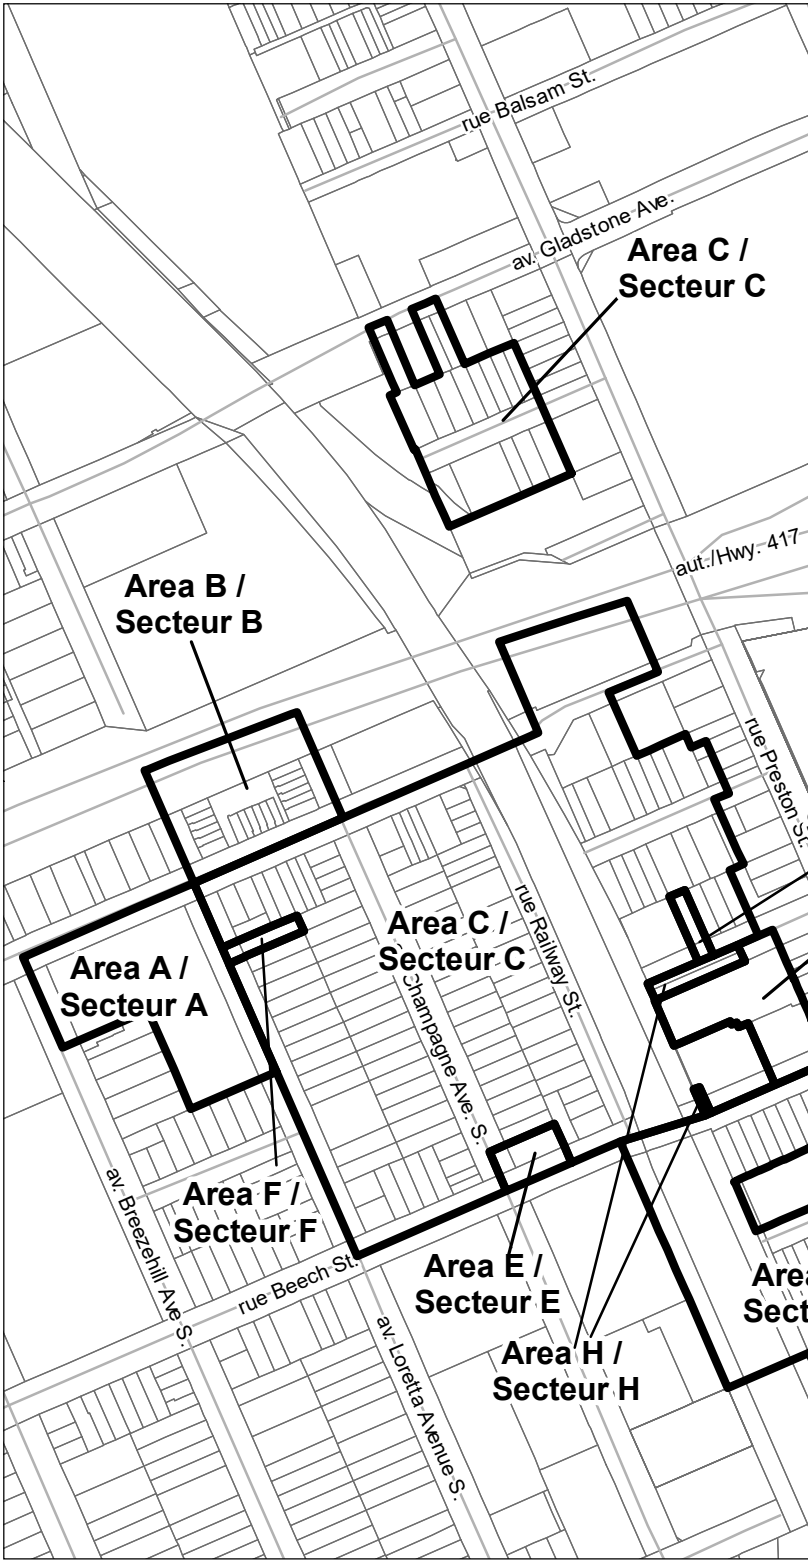 rue Balsam St.
av. Gladstone Ave.
Area C /
Secteur C
aut./Hwy. 417
Area B /
Secteur B
rue Preston St.
rue Railway St.
Area C /
Secteur C
Area A /
Secteur A
Champagne Ave. S.
av. Breezehill Ave S.
Area F /
Secteur F
rue Beech St.
Area E /
Secteur E
Area
Sect
av. Loretta Avenue S.
Area H /
Secteur H